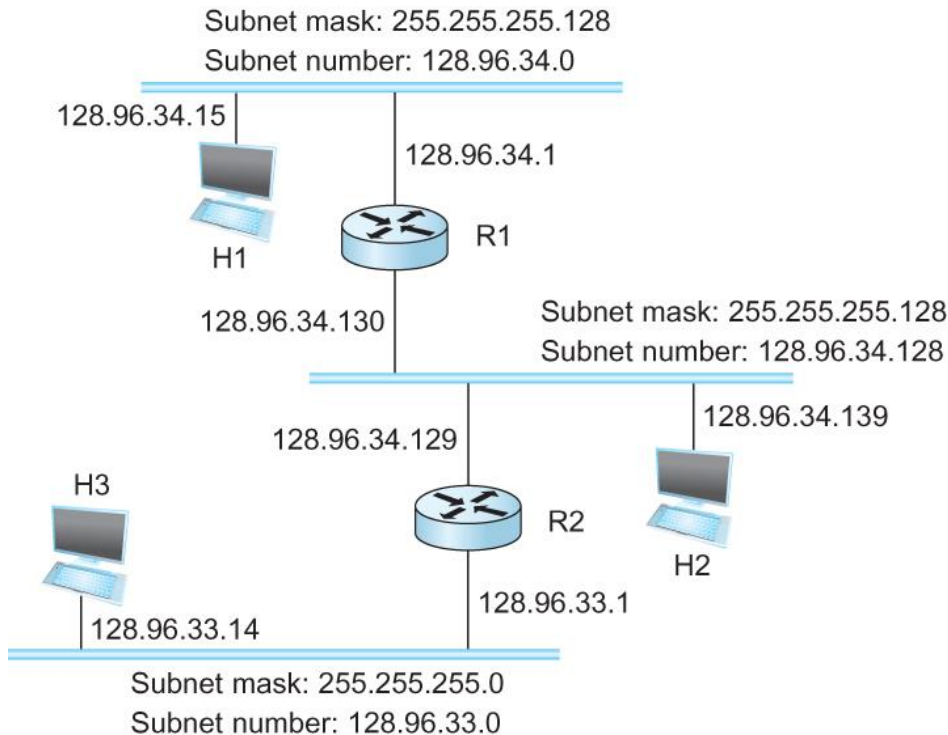 Subnet mask: 255.255.255.128
Subnet number: 128.96.34.0
128.96.34.15
128.96.34.1
R1
H1
128.96.34.130
Subnet mask: 255.255.255.128
Subnet number: 128.96.34.128
128.96.34.139
128.96.34.129
H3
R2
H2
128.96.33.1
128.96.33.14
Subnet mask: 255.255.255.0
Subnet number: 128.96.33.0